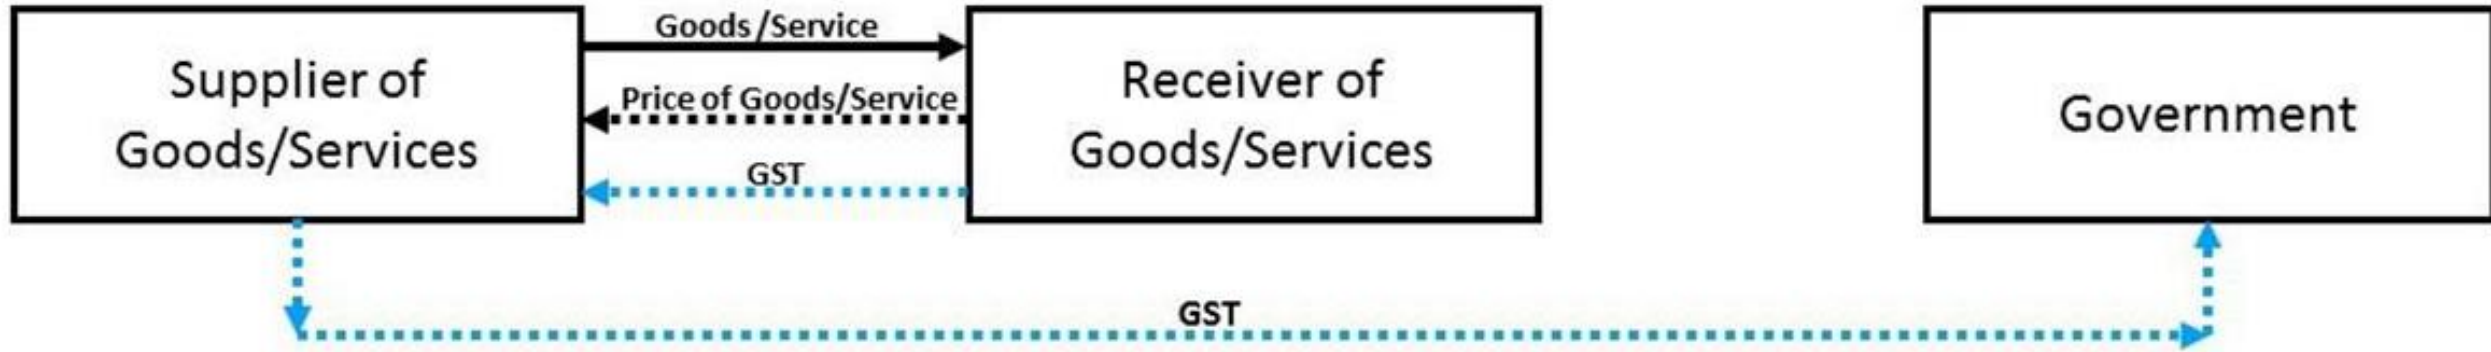 Supplier of
Goods/Services
Goods/Service
Price of Goods/Service
GST
Receiver of
Goods/Services
Government
GST